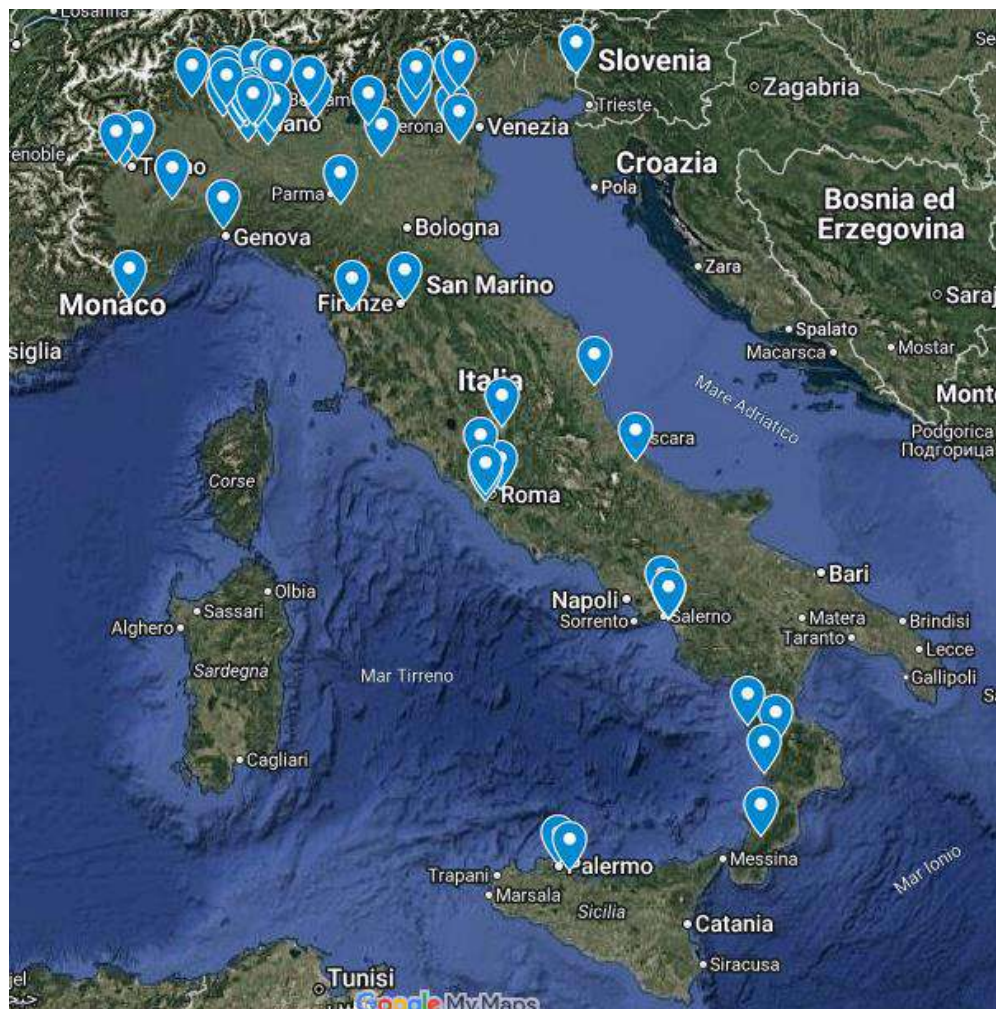 Losanna
Slovenia
Zagabria
Trieste
Venezia
Croazia
Pola
Parma
Bosnia ed
Erzegovina
Genova
Bologna
Zara
San Marino
Monaco
Firenze
Spalato
Mostar
Macarsca
Italia
Mare Adriatico
Podgorica
Подгорица
Corse
Roma
Olbia
Sassari
Alghero
Napoli
Sorrento
Salerno
Bari
Matera
Brindisi
Taranto
Lecce
Gallipoli
Sardegna
Mar Tirreno
Cagliari
Palermo
Messina
Trapani
Marsala
Sicilia
Mar Ionio
Catania
Siracusa
Tunisi
Google My Maps